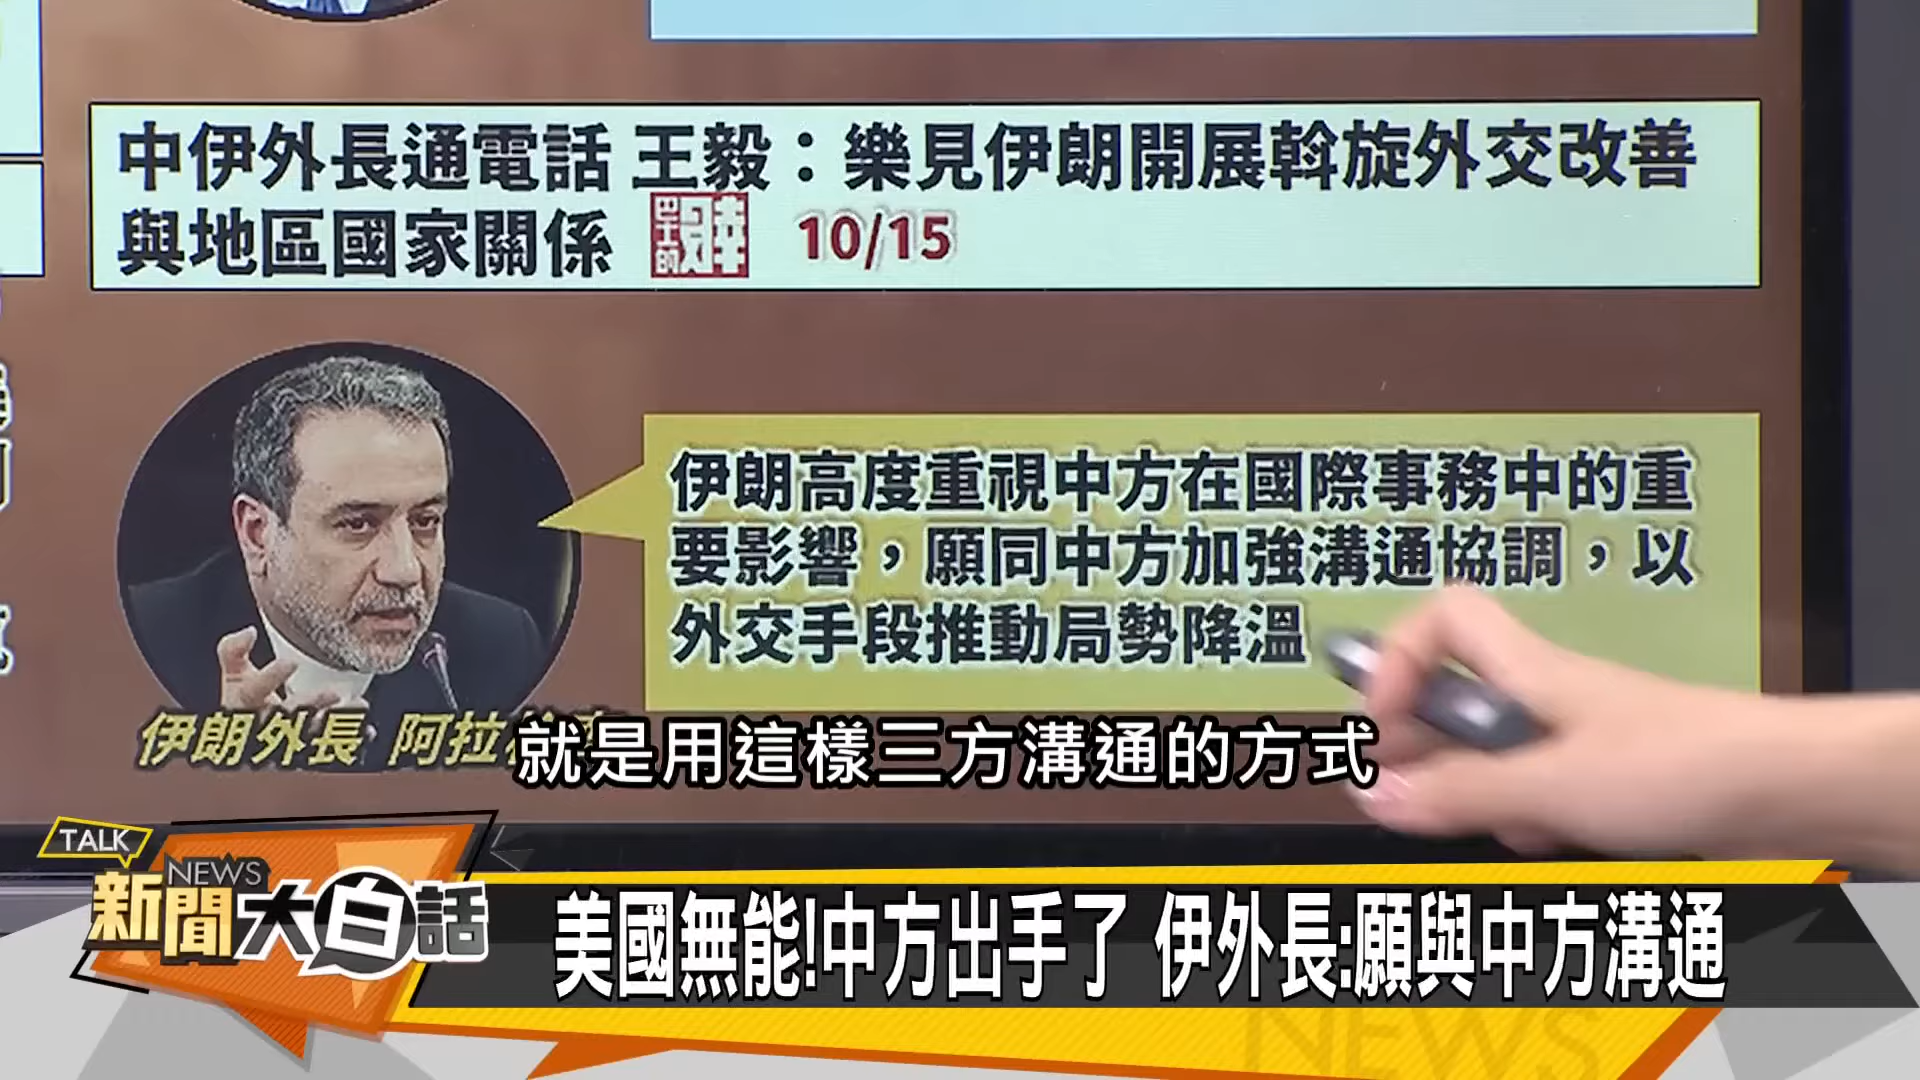 中伊外長通電話 王毅：樂見伊朗開展斡旋外交改善
與地區國家關係 巴士的報 10/15
伊朗高度重視中方在國際事務中的重
要影響，願同中方加強溝通協調，以
外交手段推動局勢降溫
伊朗外長 阿拉
就是用這樣三方溝通的方式
TALK
NEWS
新聞大白話
美國無能!中方出手了 伊外長:願與中方溝通
NEWS